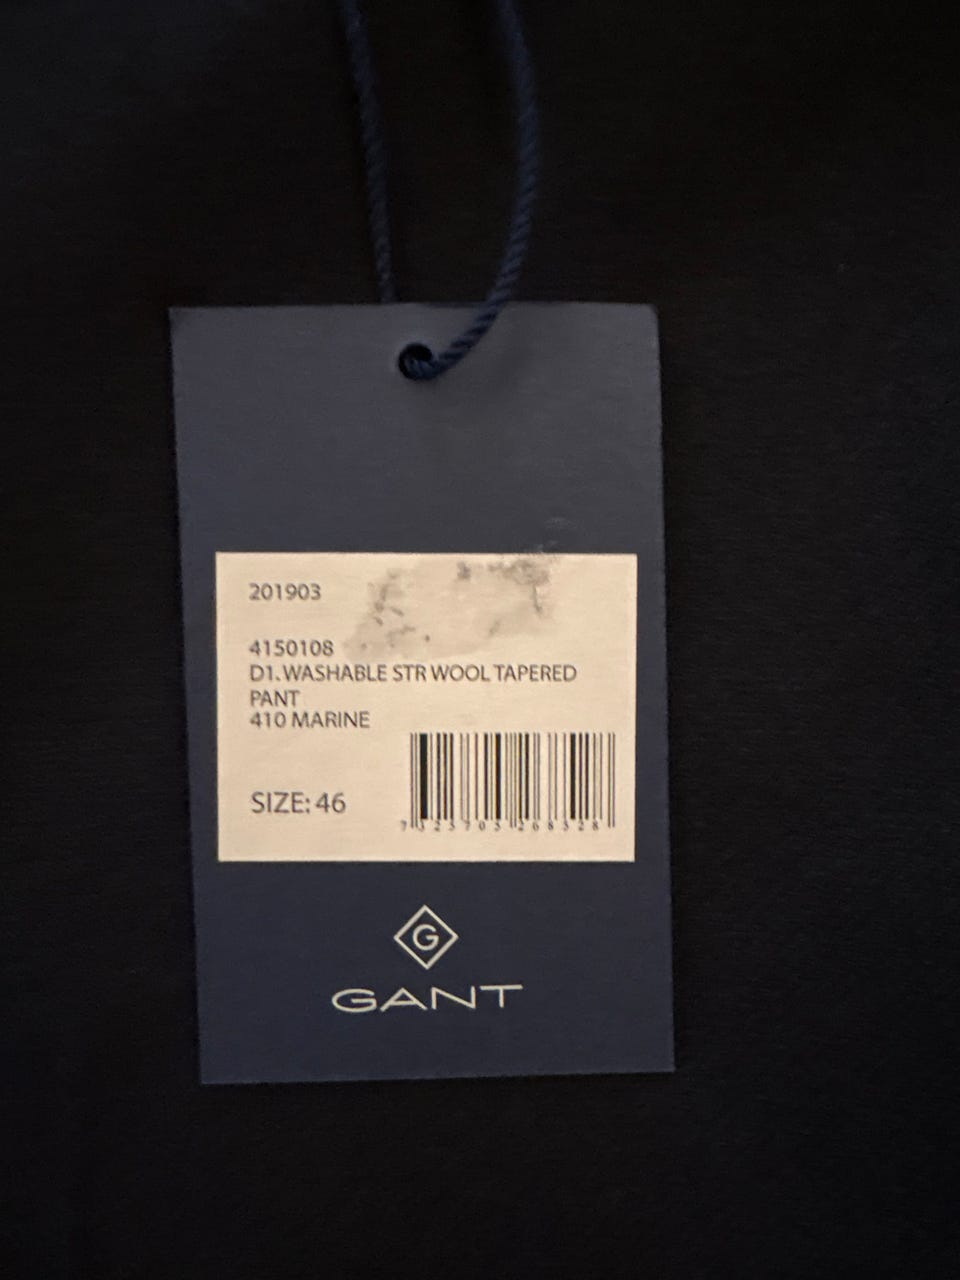 201903
4150108
D1. WASHABLE STR WOOL TAPERED
PANT
410 MARINE
SIZE: 46
G
GANT